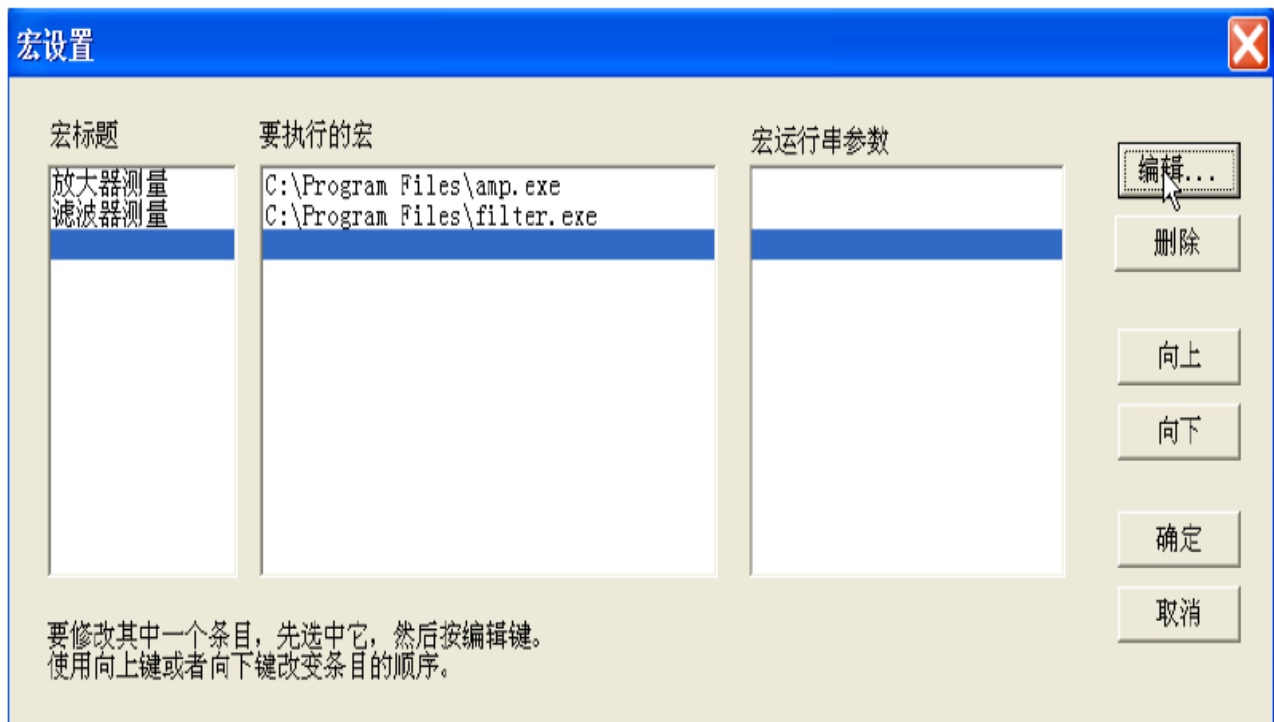 宏设置
宏标题
要执行的宏
宏运行串参数
放大器测量
C:\Program Files\amp.exe
滤波器测量
C:\Program Files\filter.exe
编辑...
删除
向上
向下
确定
取消
要修改其中一个条目，先选中它，然后按编辑键。
使用向上键或者向下键改变条目的顺序。